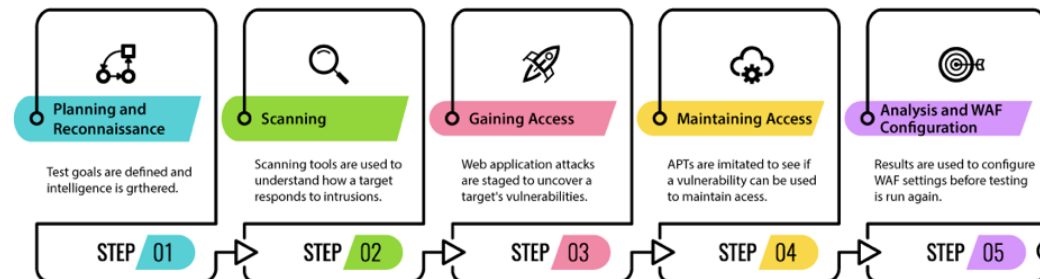 Planning and
Reconnaissance
Test goals are defined and
intelligence is grthered.
STEP 01
Scanning
Scanning tools are used to
understand how a target
responds to intrusions.
STEP 02
Gaining Access
Web application attacks
are staged to uncover a
target's vulnerabilities.
STEP 03
Maintaining Access
APTs are imitated to see if
a vulnerability can be used
to maintain acess.
STEP 04
Analysis and WAF
Configuration
Results are used to configure
WAF settings before testing
is run again.
STEP 05